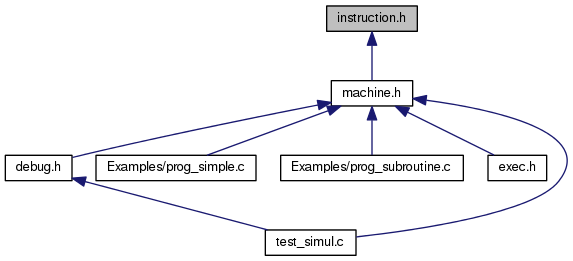 instruction.h
machine.h
debug.h
Examples/prog_simple.c
Examples/prog_subroutine.c
exec.h
test_simul.c